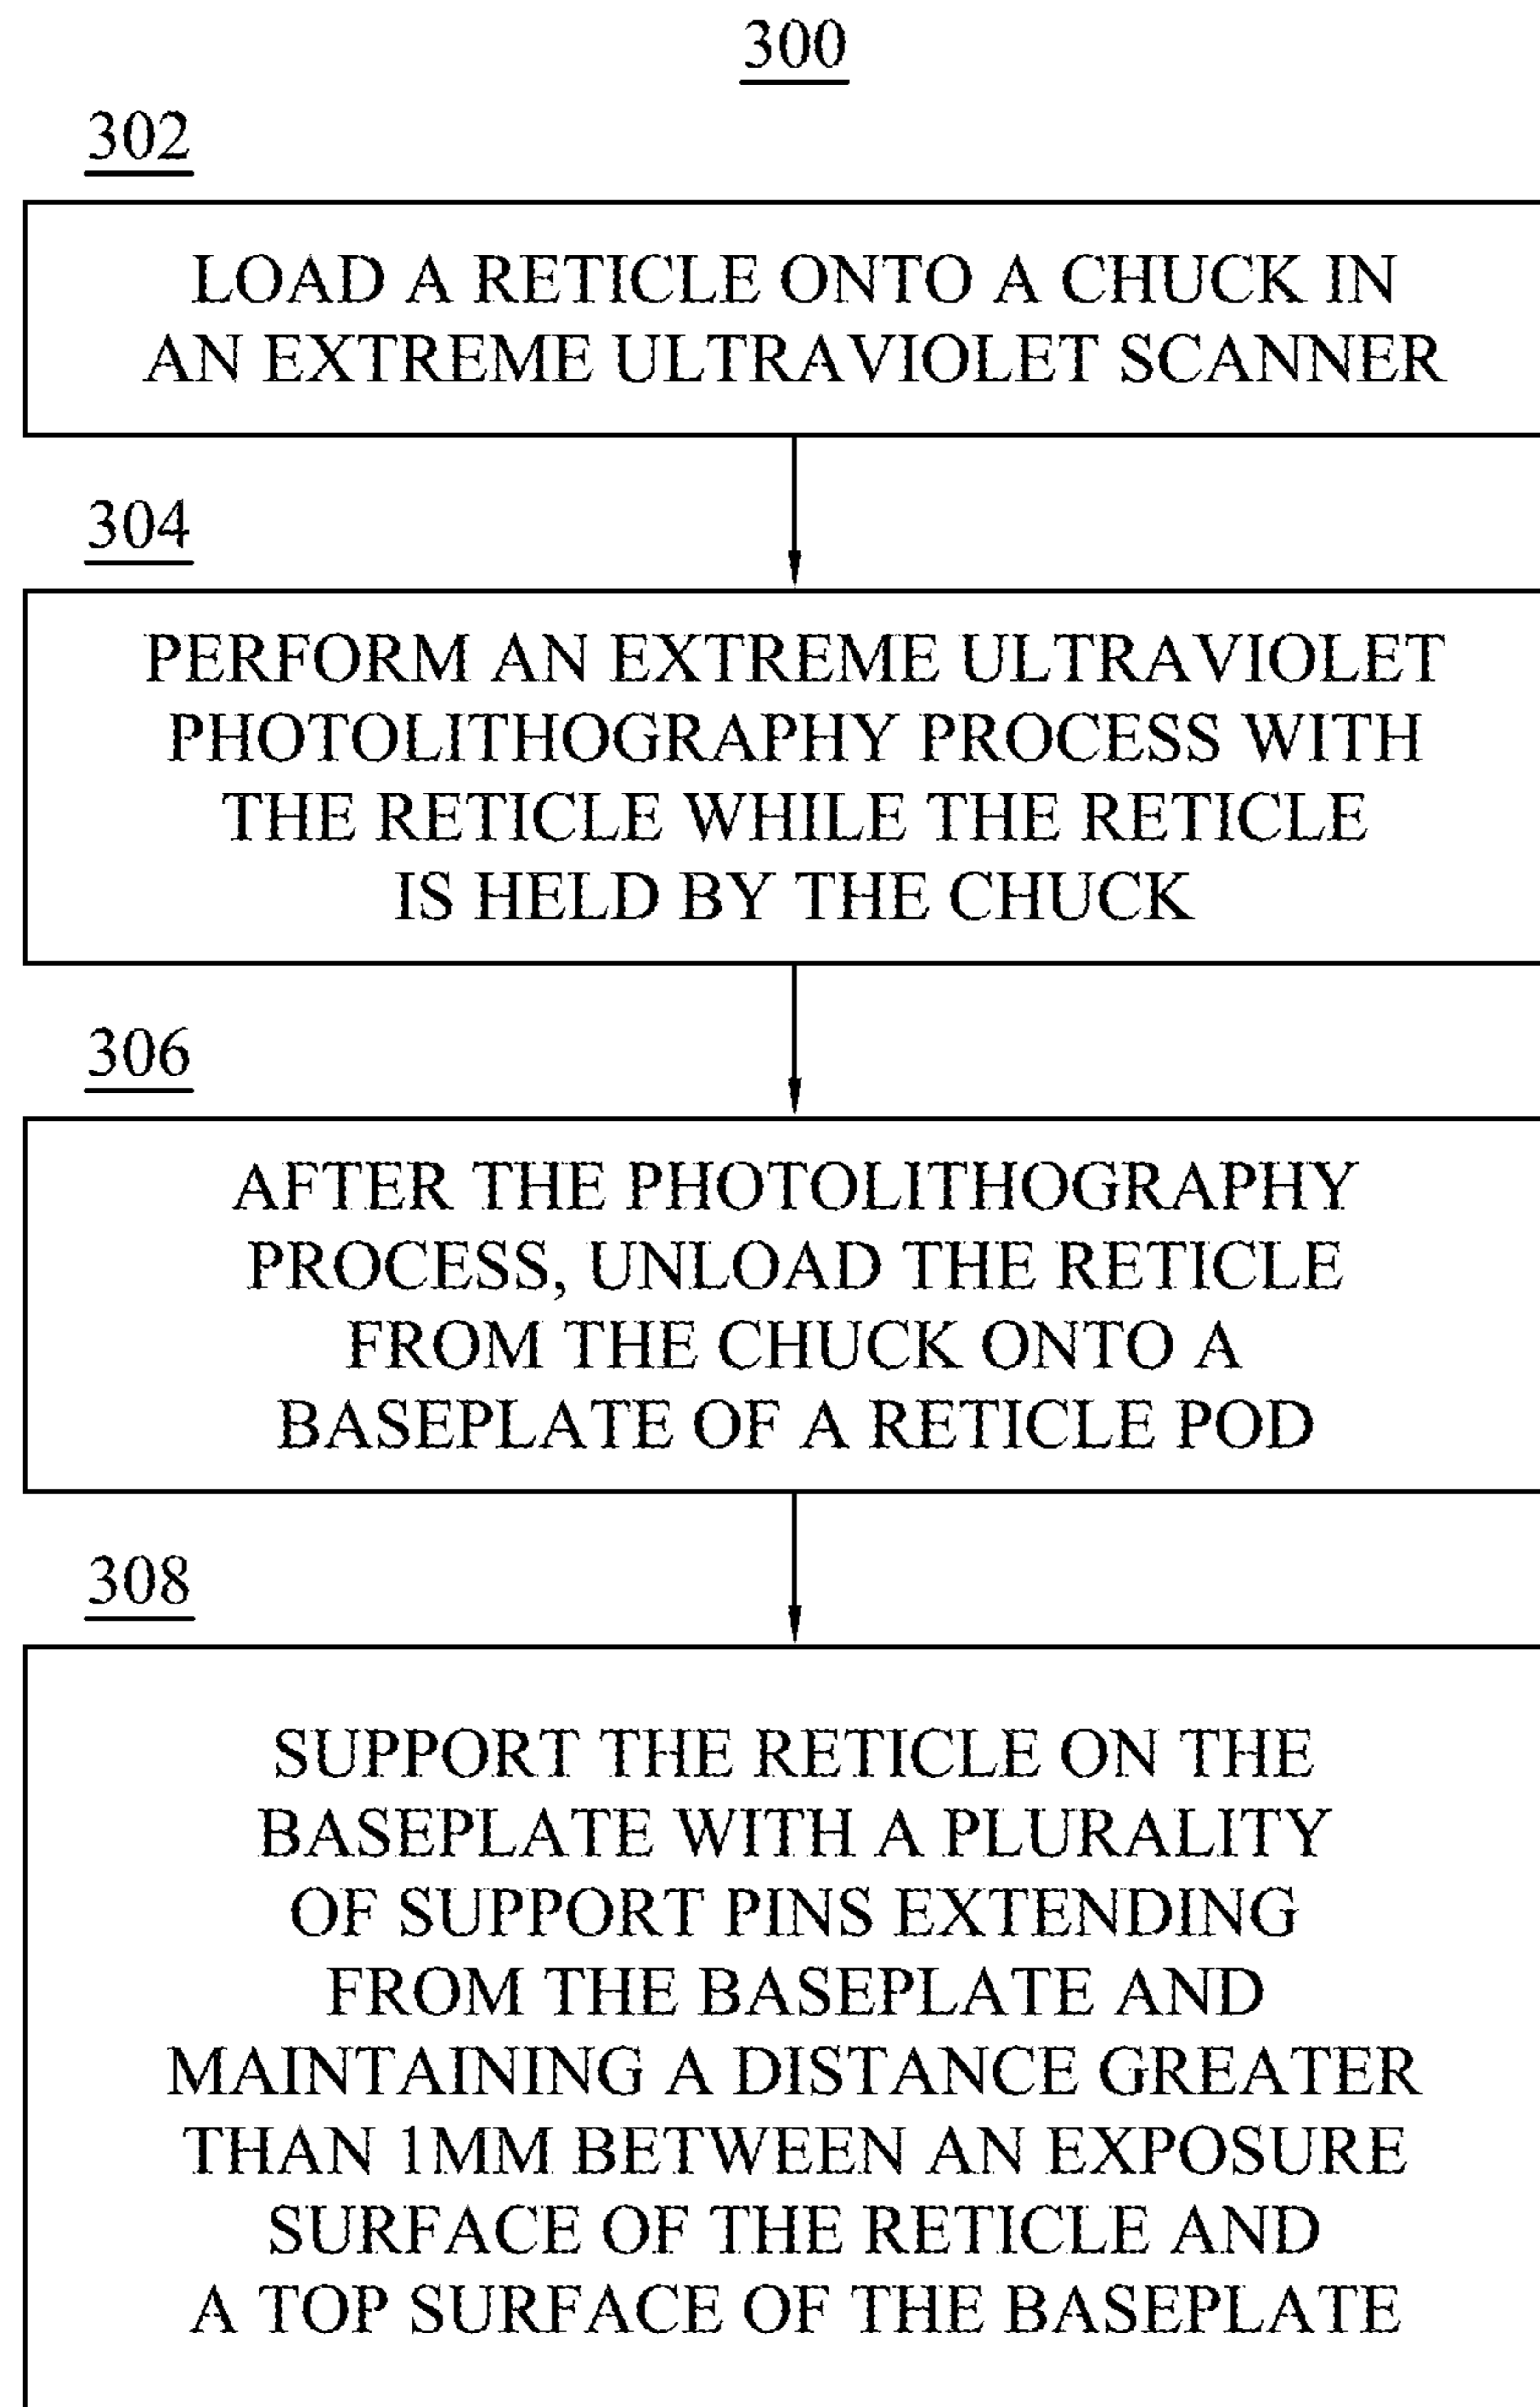 300
302
LOAD A RETICLE ONTO A CHUCK IN
AN EXTREME ULTRAVIOLET SCANNER
304
PERFORM AN EXTREME ULTRAVIOLET
PHOTOLITHOGRAPHY PROCESS WITH
THE RETICLE WHILE THE RETICLE
IS HELD BY THE CHUCK
306
AFTER THE PHOTOLITHOGRAPHY
PROCESS, UNLOAD THE RETICLE
FROM THE CHUCK ONTO A
BASEPLATE OF A RETICLE POD
308
SUPPORT THE RETICLE ON THE
BASEPLATE WITH A PLURALITY
OF SUPPORT PINS EXTENDING
FROM THE BASEPLATE AND
MAINTAINING A DISTANCE GREATER
THAN 1MM BETWEEN AN EXPOSURE
SURFACE OF THE RETICLE AND
A TOP SURFACE OF THE BASEPLATE